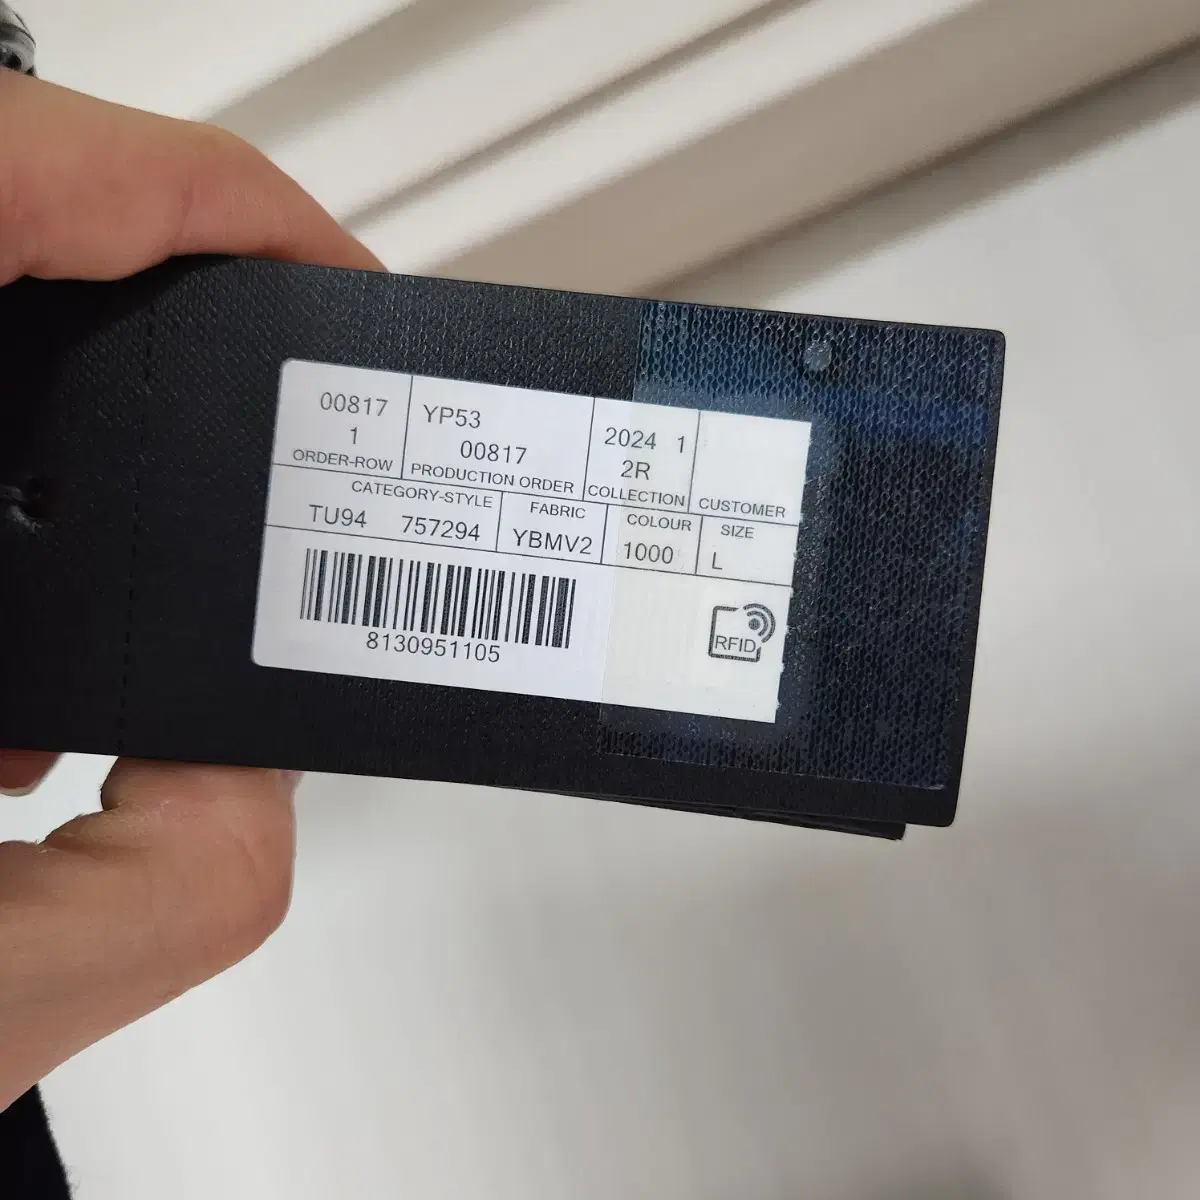 00817
1
ORDER-ROW
YP53
00817
PRODUCTION ORDER
2024 1
2R
COLLECTION
CUSTOMER
CATEGORY-STYLE
TU94 757294
FABRIC
YBMV2
COLOUR
1000
SIZE
L
8130951105
RFID